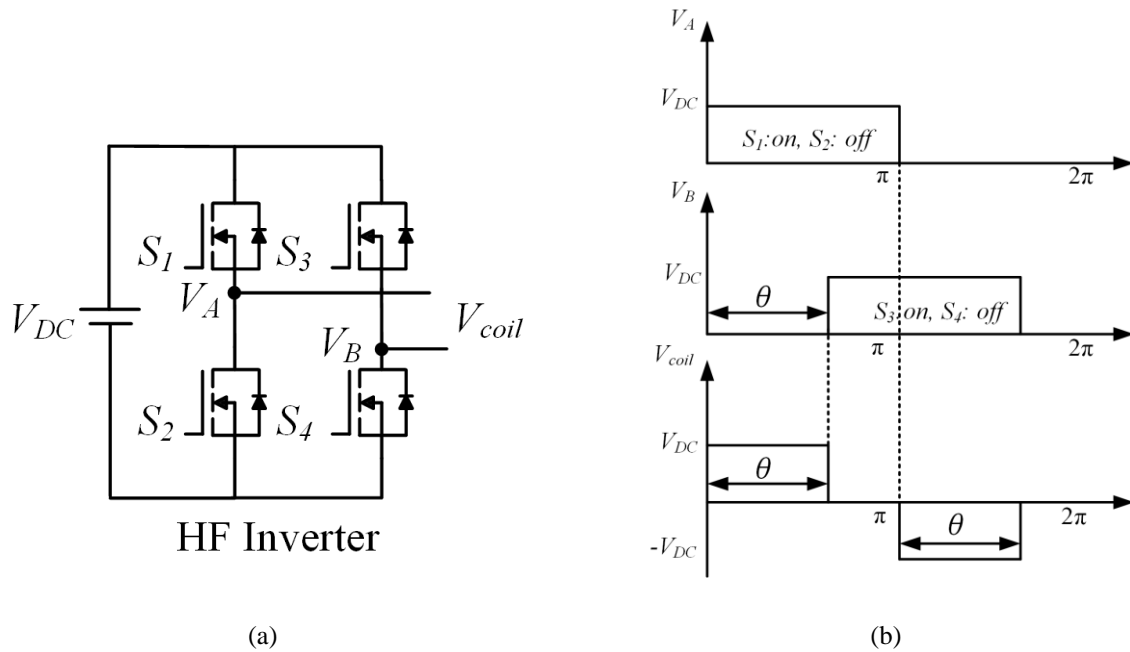 S1
S3
VA
VDC
Vcoil
VB
S2
S4
HF Inverter
(a)
VA
VDC
S1:on, S2: off
π
2π
VB
VDC
θ
S3:on, S4: off
π
2π
Vcoil
VDC
θ
π
2π
θ
-VDC
(b)